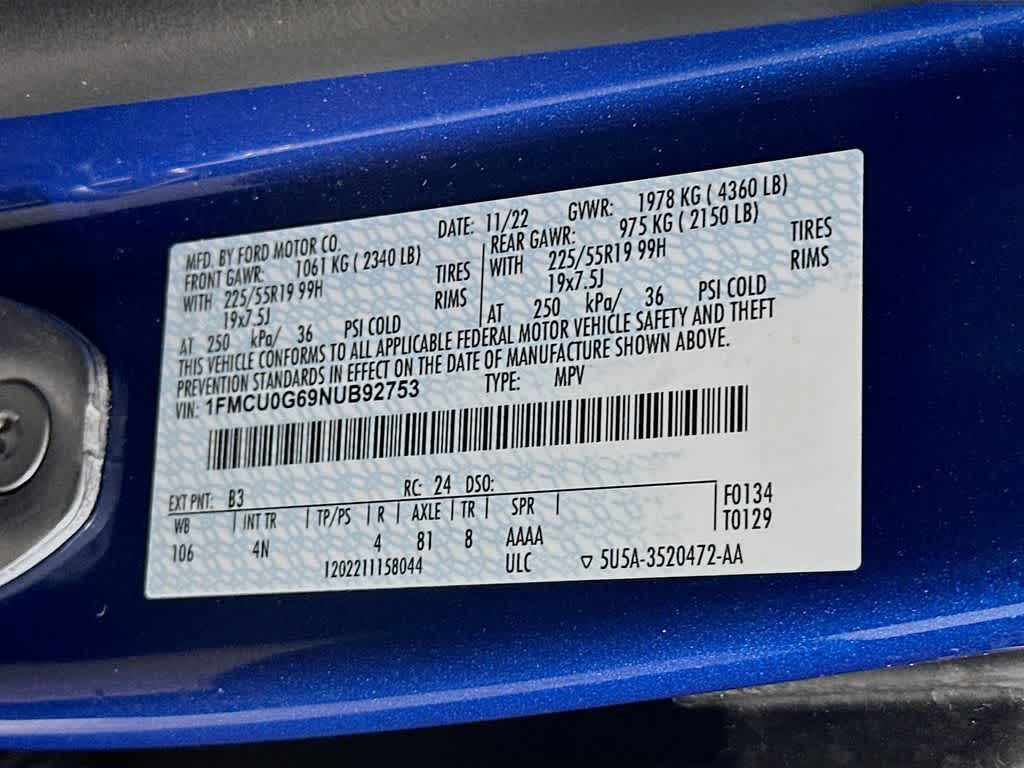 MFD. BY FORD MOTOR CO. DATE: 11/22 GVWR: 1978 KG ( 4360 LB)
FRONT GAWR: 1061 KG ( 2340 LB) REAR GAWR: 975 KG ( 2150 LB)
WITH 225/55R19 99H TIRES WITH 225/55R19 99H TIRES
19x7.5J RIMS 19x7.5J RIMS
AT 250 kPa/ 36 PSI COLD AT 250 kPa/ 36 PSI COLD
THIS VEHICLE CONFORMS TO ALL APPLICABLE FEDERAL MOTOR VEHICLE SAFETY AND THEFT
PREVENTION STANDARDS IN EFFECT ON THE DATE OF MANUFACTURE SHOWN ABOVE.
VIN: 1FMCU0G69NUB92753 TYPE: MPV
EXT PNT: B3 RC: 24 DSO:
WB INT TR TP/PS R AXLE TR SPR F0134
106 4N 4 81 8 AAAA T0129
1202211158044 ULC ▽ 5U5A-3520472-AA